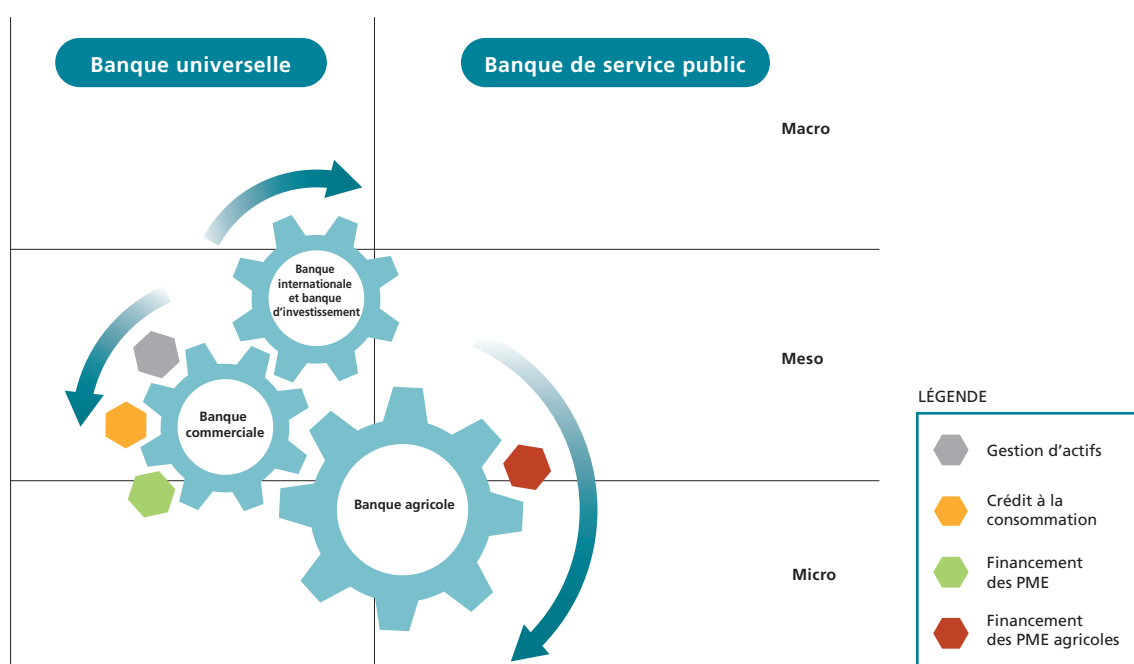 Banque universelle
Banque de service public
Macro
Banque
internationale
et banque
d'investissement
Meso
Banque
commerciale
Banque agricole
Micro
LÉGENDE
Gestion d'actifs
Crédit à la
consommation
Financement
des PME
Financement
des PME agricoles